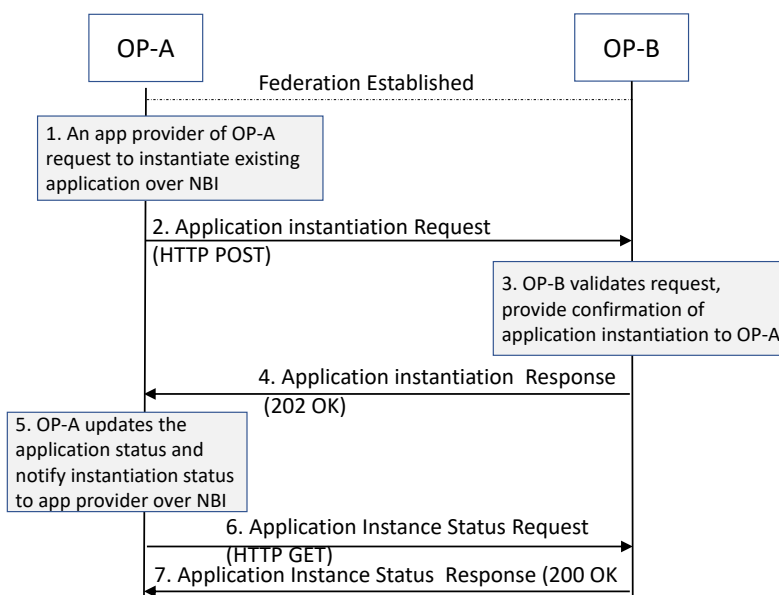 OP-A
OP-B
Federation Established
1. An app provider of OP-A
request to instantiate existing
application over NBI
2. Application instantiation Request
(HTTP POST)
3. OP-B validates request,
provide confirmation of
application instantiation to OP-A
4. Application instantiation Response
(202 OK)
5. OP-A updates the
application status and
notify instantiation status
to app provider over NBI
6. Application Instance Status Request
(HTTP GET)
7. Application Instance Status Response (200 OK